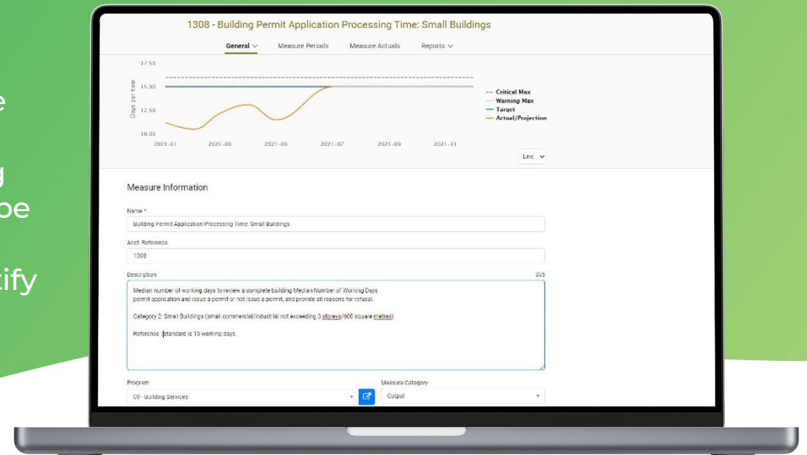 1308 - Building Permit Application Processing Time: Small Buildings
General Measure Periods Measure Actuals Reports
17.50
15.00
12.50
10.00
Days per Item
2021-01 2021-03 2021-05 2021-07 2021-09 2021-11
Critical Max
Warning Max
Target
Actual/Projection
Line
Measure Information
Name *
Building Permit Application Processing Time: Small Buildings
Acct. Reference
1308
Description 335
Median number of working days to review a complete building Median Number of Working Days
permit application and issue a permit or not issue a permit, and provide all reasons for refusal
Category 2: Small Buildings (small commercial/industrial not exceeding 3 storeys/600 square metres)
Reference: standard is 15 working days.
Program Measure Category
C9 - Building Services Output